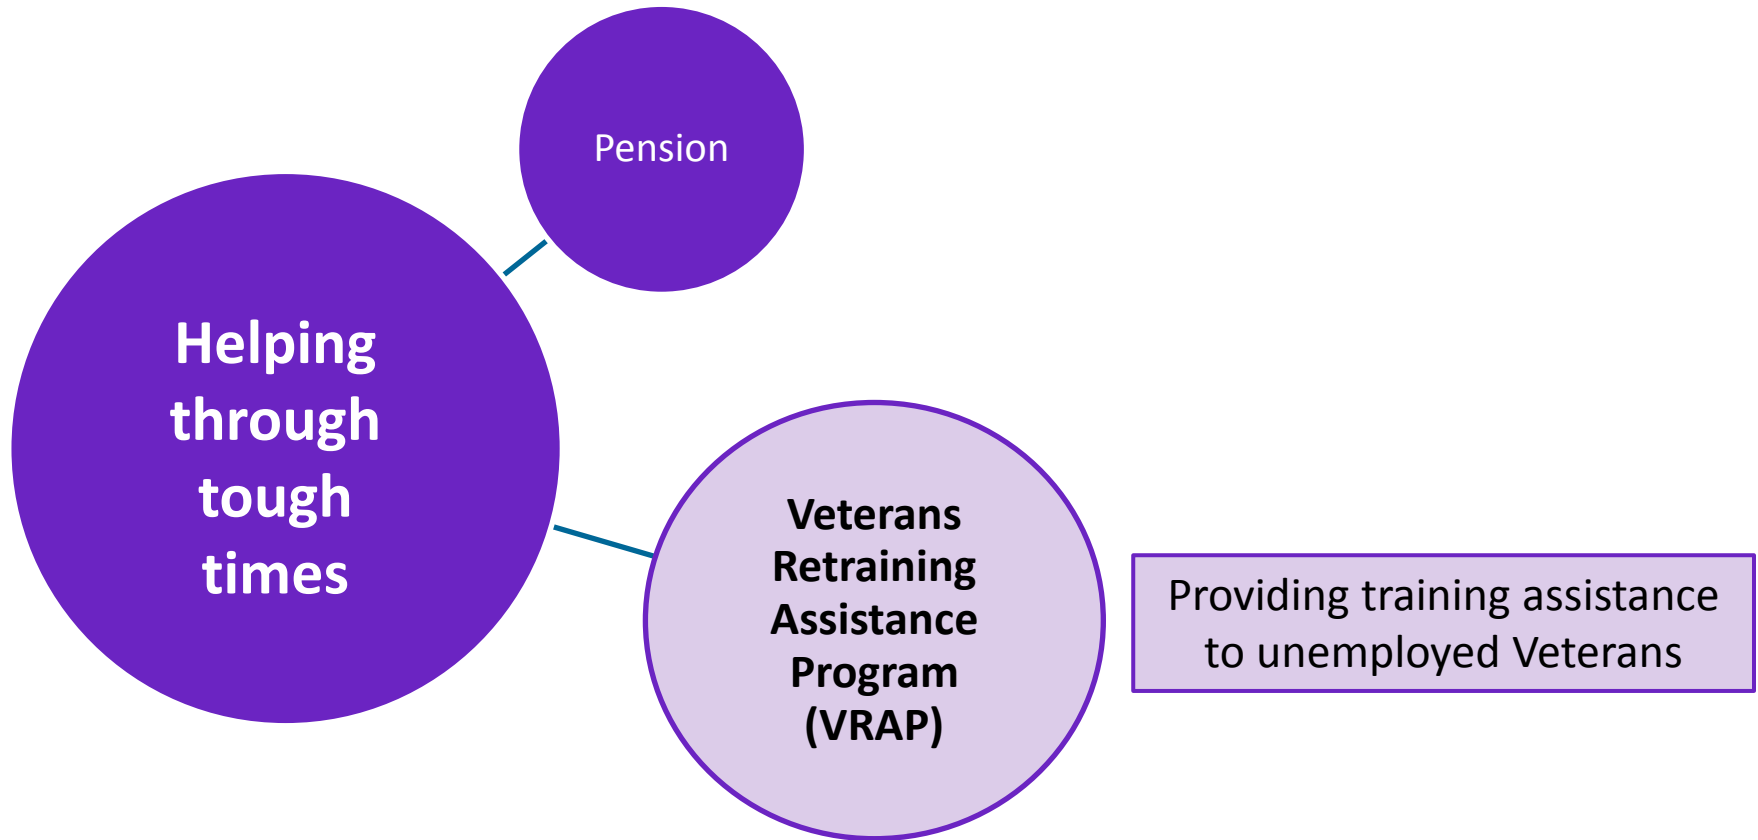 Pension
Helping
through
tough
times
Veterans
Retraining
Assistance
Program
(VRAP)
Providing training assistance
to unemployed Veterans